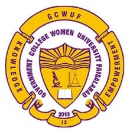 GCWUF
GOVERNMENT COLLEGE WOMEN UNIVERSITY FAISALABAD
KNOWLEDGE
EMPOWERMENT
2013